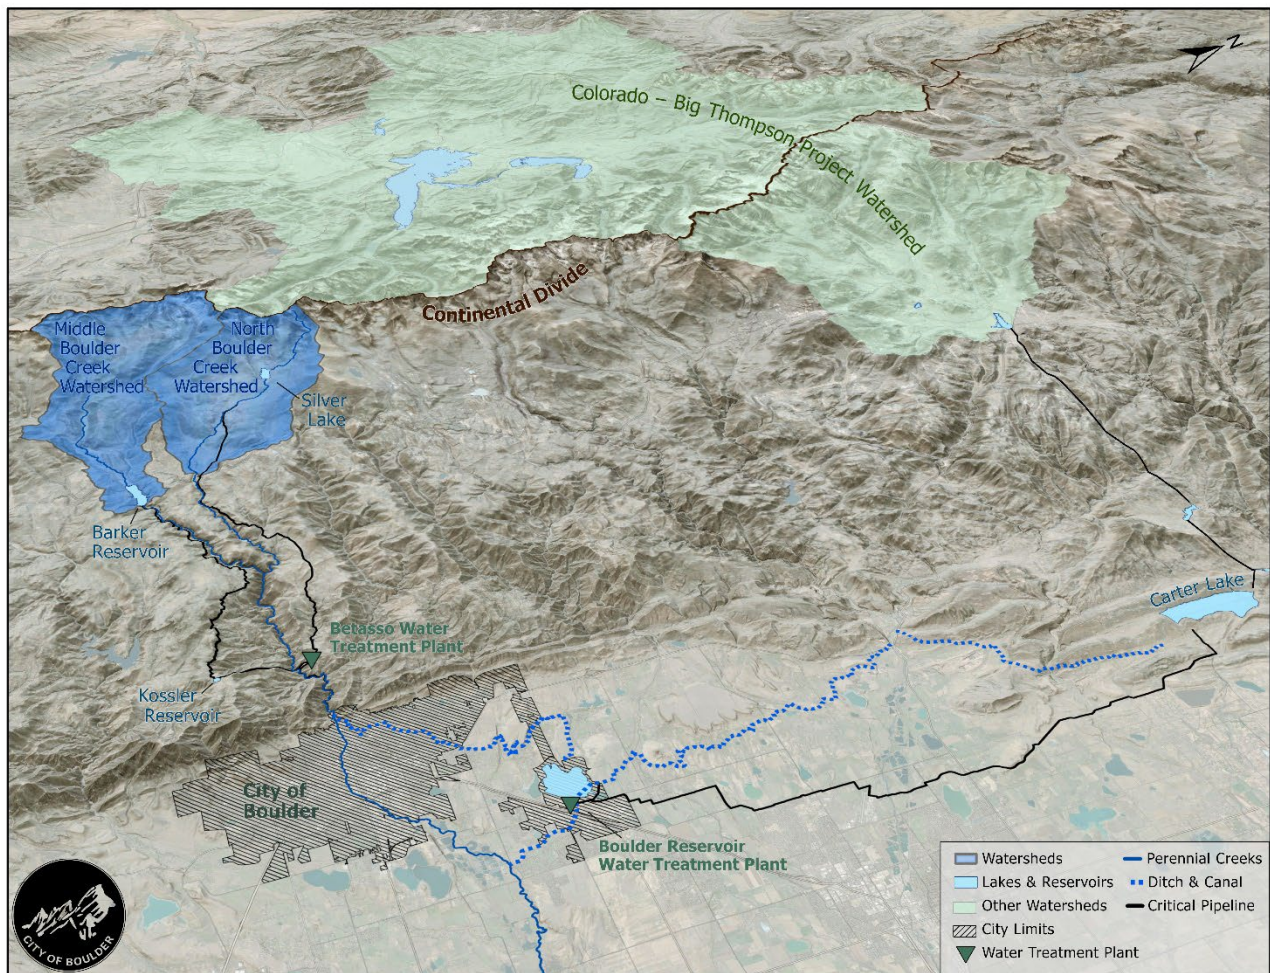 N
Colorado – Big Thompson Project Watershed
Continental Divide
Middle
Boulder
Creek
Watershed
North
Boulder
Creek
Watershed
Silver
Lake
Barker
Reservoir
Carter Lake
Betasso Water
Treatment Plant
Kossler
Reservoir
City of
Boulder
Boulder Reservoir
Water Treatment Plant
Watersheds
Lakes & Reservoirs
Other Watersheds
City Limits
Water Treatment Plant
Perennial Creeks
Ditch & Canal
Critical Pipeline
CITY OF BOULDER